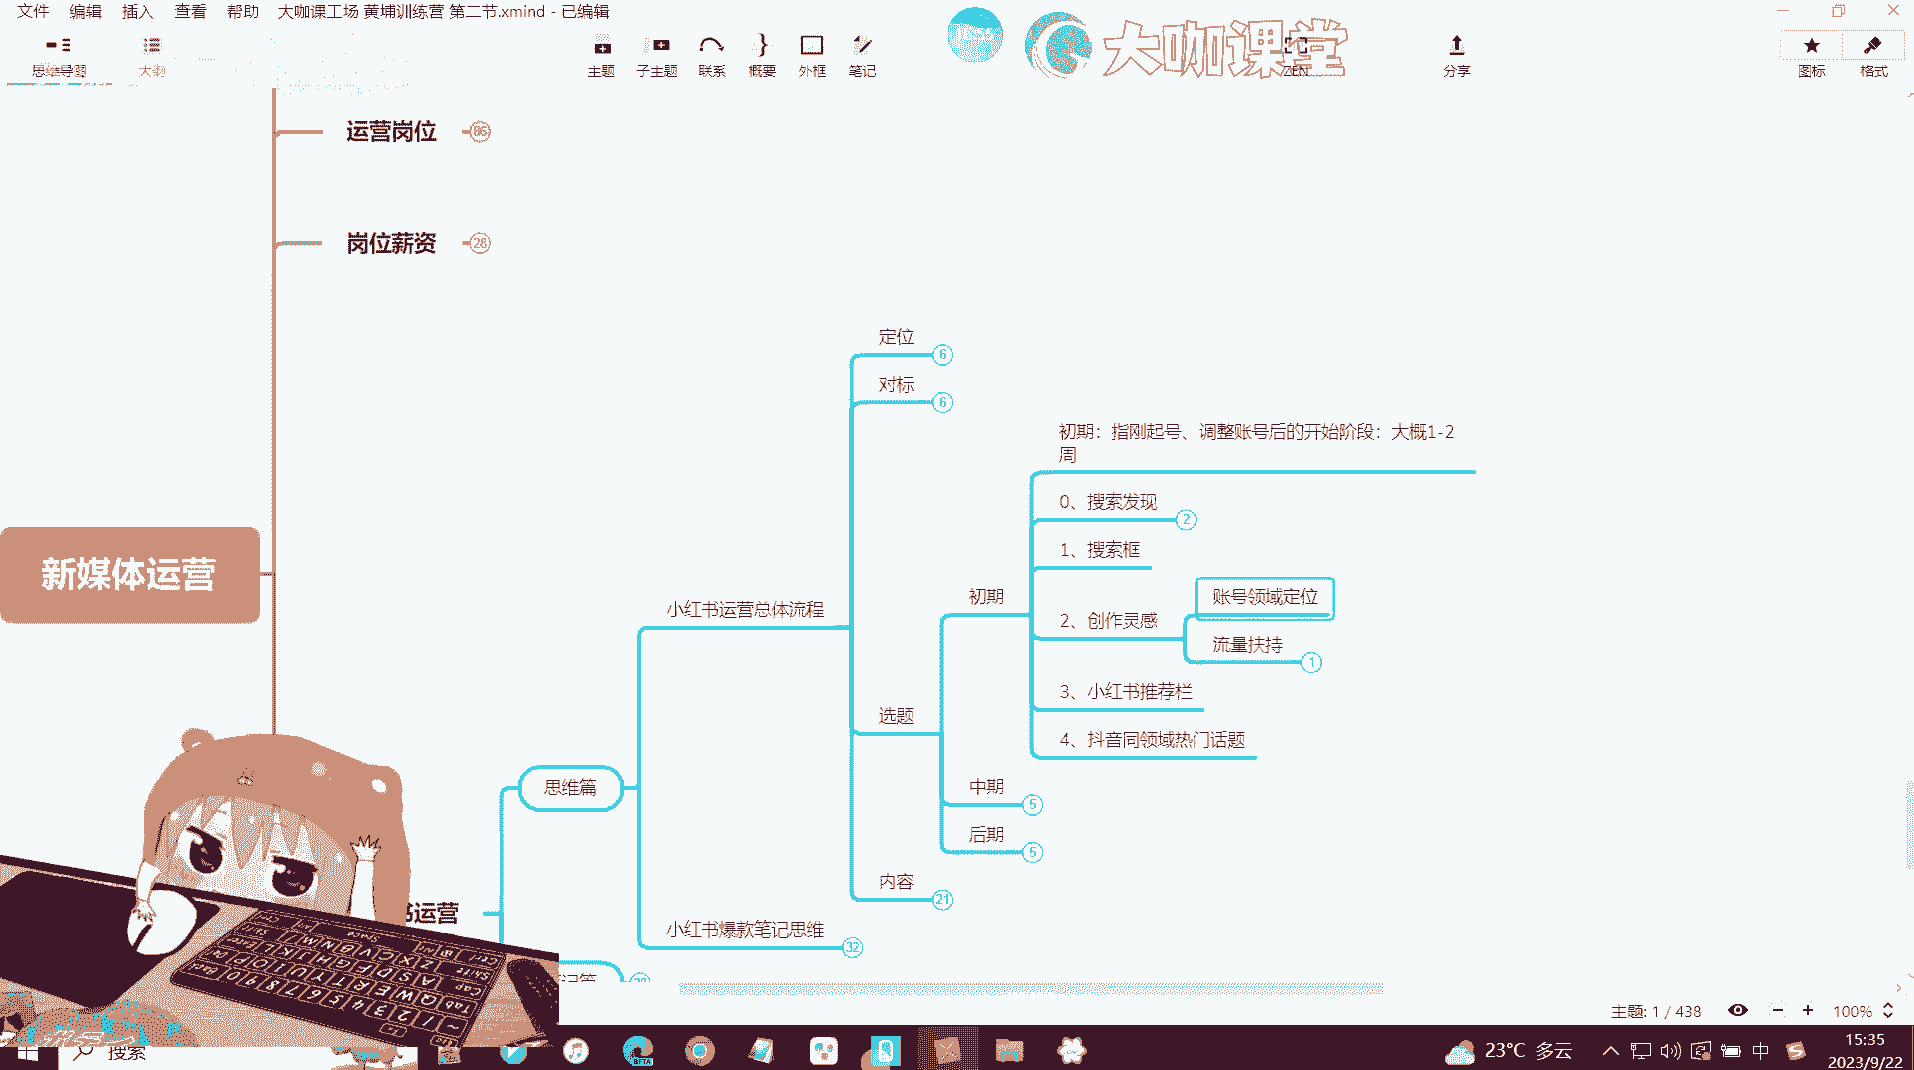 文件 编辑 插入 查看 帮助 大咖课工场 黄埔训练营 第二节.xmind - 已编辑
思维导图 大纲 主题 子主题 联系 概要 外框 笔记 ZEN 分享 图标 格式
大咖课堂
运营岗位 86
岗位薪资 28
新媒体运营
定位 6
对标 6
初期：指刚起号、调整账号后的开始阶段：大概1-2
周
0、搜索发现 2
1、搜索框
初期
账号领域定位
小红书运营总体流程
2、创作灵感
流量扶持 1
3、小红书推荐栏
选题
4、抖音同领域热门话题
思维篇
中期 5
后期 5
内容 21
书运营
小红书爆款笔记思维 32
主题: 1 / 438 100%
搜索
BETA
23°C 多云
中
15:35
2023/9/22